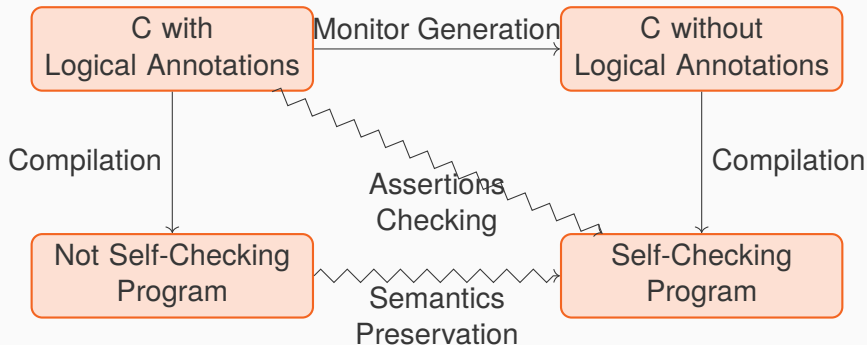 C with
Logical Annotations
Monitor Generation
C without
Logical Annotations
Compilation
Assertions
Checking
Compilation
Not Self-Checking
Program
Semantics
Preservation
Self-Checking
Program